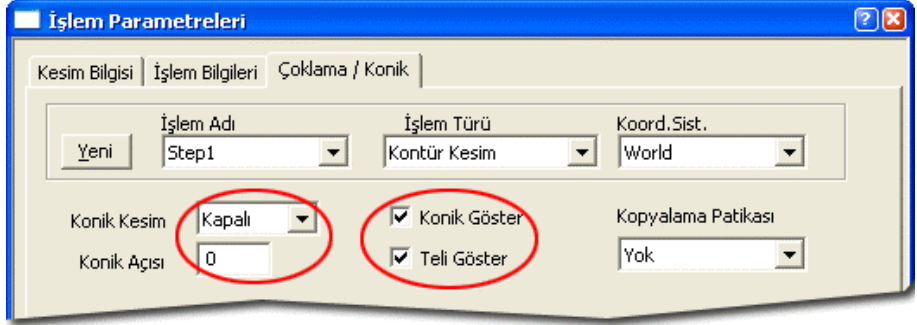 İşlem Parametreleri
Kesim Bilgisi İşlem Bilgileri Çoklama / Konik
İşlem Adı İşlem Türü Koord.Sist.
Yeni Step1 Kontür Kesim World
Konik Kesim Kapalı Konik Göster Kopyalama Patikası
Konik Açısı 0 Teli Göster Yok